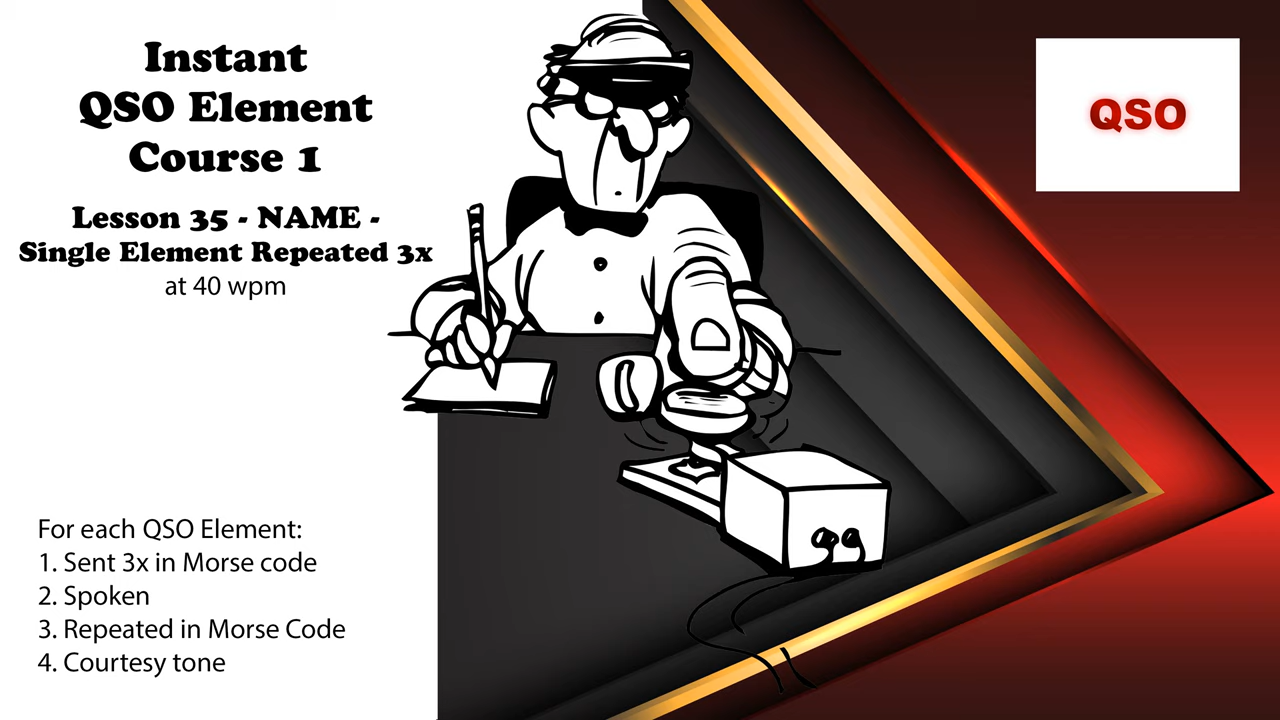 Instant
QSO Element
Course 1
Lesson 35 - NAME -
Single Element Repeated 3x
at 40 wpm
QSO
For each QSO Element:
1. Sent 3x in Morse code
2. Spoken
3. Repeated in Morse Code
4. Courtesy tone